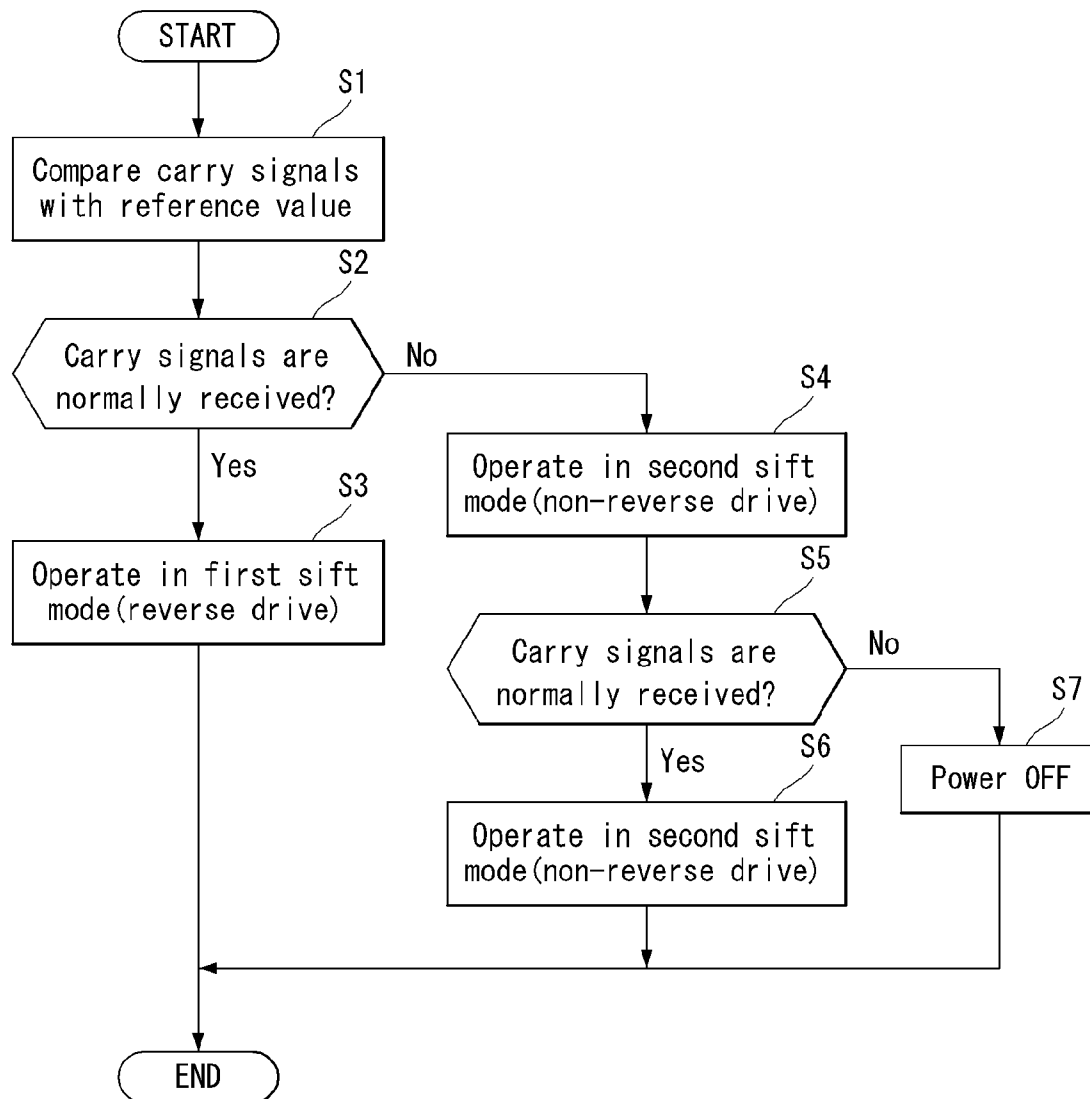 START
S1
Compare carry signals
with reference value
S2
Carry signals are
normally received?
No
Yes
S3
Operate in first sift
mode(reverse drive)
S4
Operate in second sift
mode(non-reverse drive)
S5
Carry signals are
normally received?
No
Yes
S6
Operate in second sift
mode(non-reverse drive)
S7
Power OFF
END